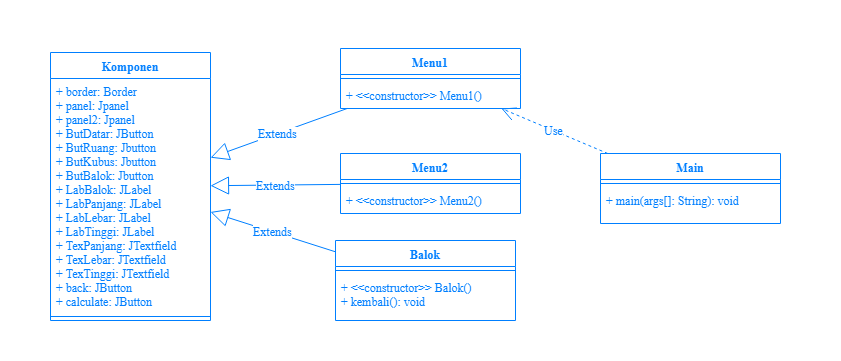 Komponen
+ border: Border
+ panel: Jpanel
+ panel2: Jpanel
+ ButDatar: JButton
+ ButRuang: Jbutton
+ ButKubus: Jbutton
+ ButBalok: Jbutton
+ LabBalok: JLabel
+ LabPanjang: JLabel
+ LabLebar: JLabel
+ LabTinggi: JLabel
+ TexPanjang: JTextfield
+ TexLebar: JTextfield
+ TexTinggi: JTextfield
+ back: JButton
+ calculate: JButton
Extends
Extends
Extends
Menu1
+ <<constructor>> Menu1()
Menu2
+ <<constructor>> Menu2()
Balok
+ <<constructor>> Balok()
+ kembali(): void
Use
Main
+ main(args[]: String): void